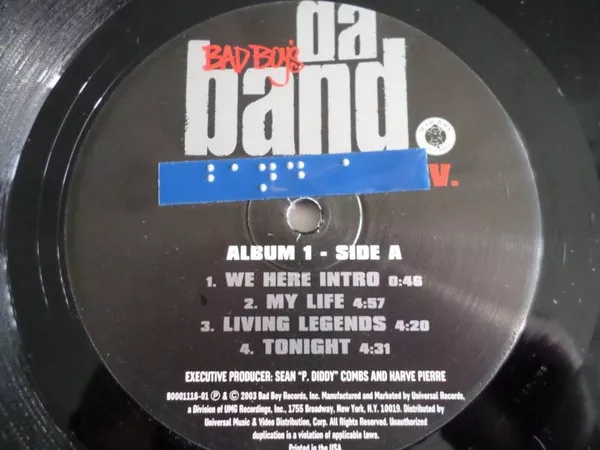 da
BAD BOY'S
band
V.
ALBUM 1 - SIDE A
1. WE HERE INTRO 0:46
2. MY LIFE 4:57
3. LIVING LEGENDS 4:20
4. TONIGHT 4:31
EXECUTIVE PRODUCER: SEAN "P. DIDDY" COMBS AND HARVE PIERRE
B0001118-01 ℗ & © 2003 Bad Boy Records, Inc. Manufactured and Marketed by Universal Records,
a Division of UMG Recordings, Inc., 1755 Broadway, New York, N.Y. 10019. Distributed by
Universal Music & Video Distribution, Corp. All Rights Reserved. Unauthorized
duplication is a violation of applicable laws.
Printed in the USA